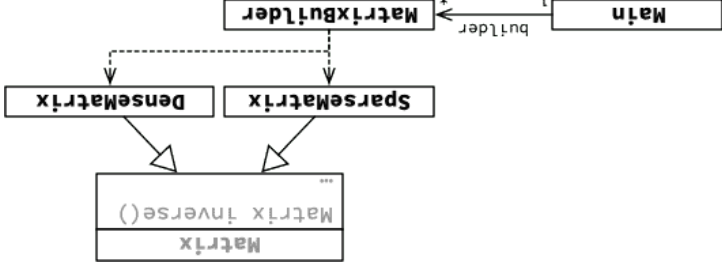 Matrix
Matrix inverse()
...
SparseMatrix
DenseMatrix
Main
1
builder
*
MatrixBuilder